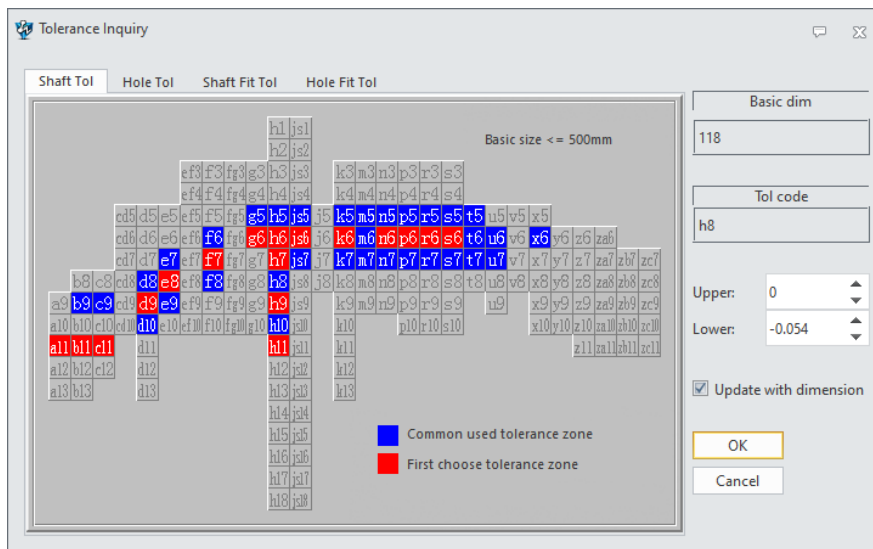 Tolerance Inquiry
Shaft Tol Hole Tol Shaft Fit Tol Hole Fit Tol
Basic size <= 500mm
h1 js1
h2 js2
ef3 f3 fg3 g3 h3 js3 k3 m3 n3 p3 r3 s3
ef4 f4 fg4 g4 h4 js4 k4 m4 n4 p4 r4 s4
cd5 d5 e5 ef5 f5 fg5 g5 h5 js5 j5 k5 m5 n5 p5 r5 s5 t5 u5 v5 x5
cd6 d6 e6 ef6 f6 fg6 g6 h6 js6 j6 k6 m6 n6 p6 r6 s6 t6 u6 v6 x6 y6 z6 za6
cd7 d7 e7 ef7 f7 fg7 g7 h7 js7 j7 k7 m7 n7 p7 r7 s7 t7 u7 v7 x7 y7 z7 za7 zb7 zc7
b8 c8 cd8 d8 e8 ef8 f8 fg8 g8 h8 js8 j8 k8 m8 n8 p8 r8 s8 t8 u8 v8 x8 y8 z8 za8 zb8 zc8
a9 b9 c9 cd9 d9 e9 ef9 f9 fg9 g9 h9 js9 k9 m9 n9 p9 r9 s9 u9 x9 y9 z9 za9 zb9 zc9
a10 b10 c10 cd10 d10 e10 ef10 f10 fg10 g10 h10 js10 k10 p10 r10 s10 x10 y10 z10 za10 zb10 zc10
a11 b11 c11 d11 h11 js11 k11 z11 za11 zb11 zc11
a12 b12 c12 d12 h12 js12 k12
a13 b13 d13 h13 js13 k13
h14 js14
h15 js15
h16 js16
h17 js17
h18 js18
Common used tolerance zone
First choose tolerance zone
Basic dim
118
Tol code
h8
Upper: 0
Lower: -0.054
Update with dimension
OK
Cancel